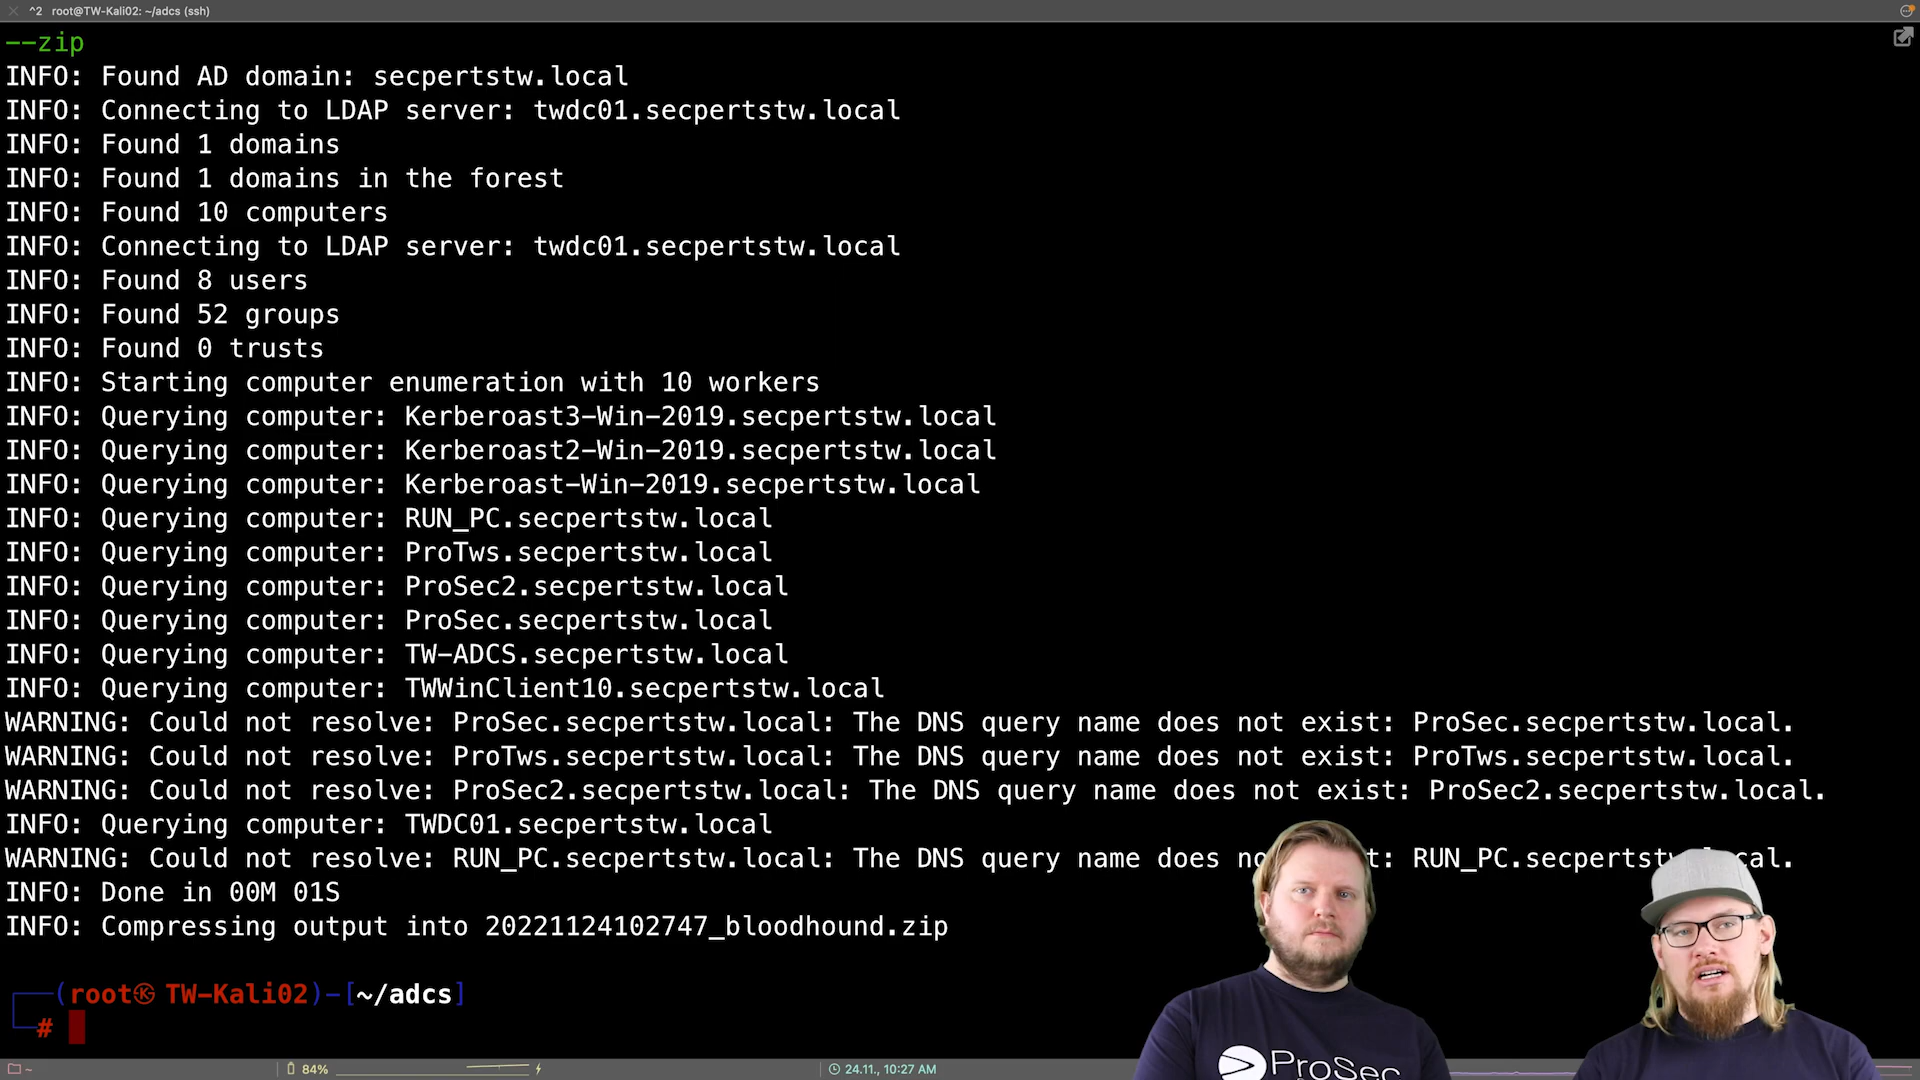 ^2 root@TW-Kali02: ~/adcs (ssh)
--zip
INFO: Found AD domain: secpertstw.local
INFO: Connecting to LDAP server: twdc01.secpertstw.local
INFO: Found 1 domains
INFO: Found 1 domains in the forest
INFO: Found 10 computers
INFO: Connecting to LDAP server: twdc01.secpertstw.local
INFO: Found 8 users
INFO: Found 52 groups
INFO: Found 0 trusts
INFO: Starting computer enumeration with 10 workers
INFO: Querying computer: Kerberoast3-Win-2019.secpertstw.local
INFO: Querying computer: Kerberoast2-Win-2019.secpertstw.local
INFO: Querying computer: Kerberoast-Win-2019.secpertstw.local
INFO: Querying computer: RUN_PC.secpertstw.local
INFO: Querying computer: ProTws.secpertstw.local
INFO: Querying computer: ProSec2.secpertstw.local
INFO: Querying computer: ProSec.secpertstw.local
INFO: Querying computer: TW-ADCS.secpertstw.local
INFO: Querying computer: TWWinClient10.secpertstw.local
WARNING: Could not resolve: ProSec.secpertstw.local: The DNS query name does not exist: ProSec.secpertstw.local.
WARNING: Could not resolve: ProTws.secpertstw.local: The DNS query name does not exist: ProTws.secpertstw.local.
WARNING: Could not resolve: ProSec2.secpertstw.local: The DNS query name does not exist: ProSec2.secpertstw.local.
INFO: Querying computer: TWDC01.secpertstw.local
WARNING: Could not resolve: RUN_PC.secpertstw.local: The DNS query name does
INFO: Done in 00M 01S
INFO: Compressing output into 20221124102747_bloodhound.zip
(root㉿TW-Kali02)-[~/adcs]
#
ProSec
~ 84% 24.11., 10:27 AM